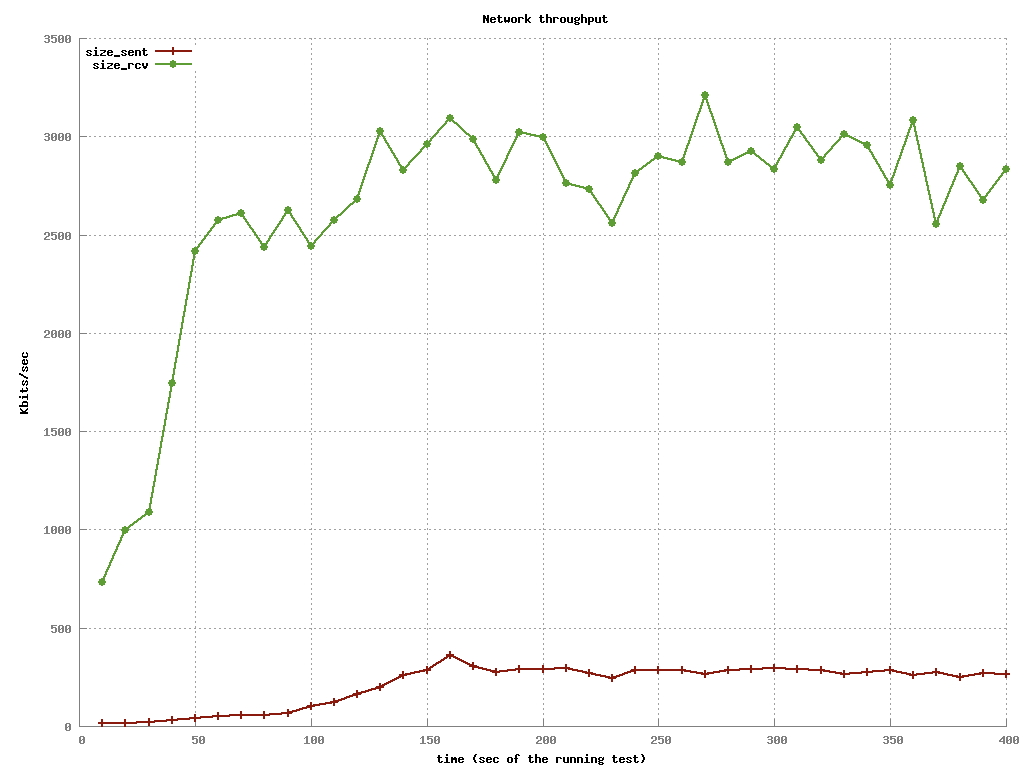 Network throughput
3500
size_sent
size_rcv
3000
2500
2000
Kbits/sec
1500
1000
500
0
0 50 100 150 200 250 300 350 400
time (sec of the running test)